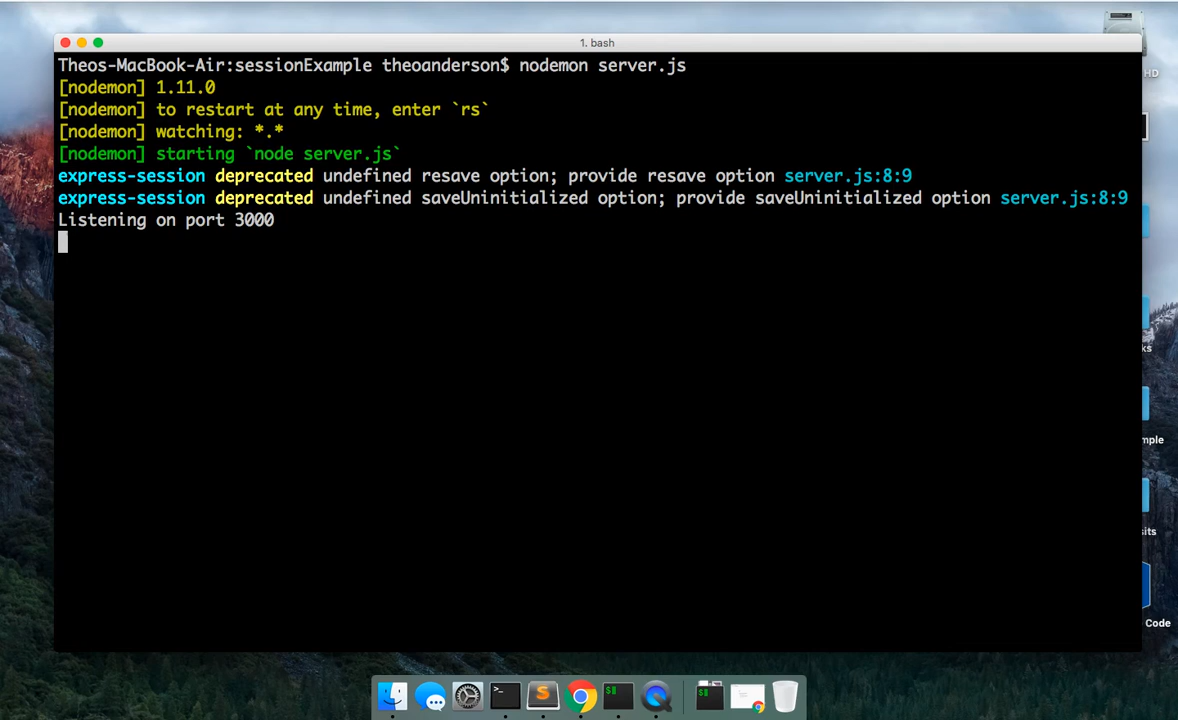 1. bash
Theos-MacBook-Air:sessionExample theoanderson$ nodemon server.js
[nodemon] 1.11.0
[nodemon] to restart at any time, enter `rs`
[nodemon] watching: *.*
[nodemon] starting `node server.js`
express-session deprecated undefined resave option; provide resave option server.js:8:9
express-session deprecated undefined saveUninitialized option; provide saveUninitialized option server.js:8:9
Listening on port 3000
HD
ks
mple
sits
Code